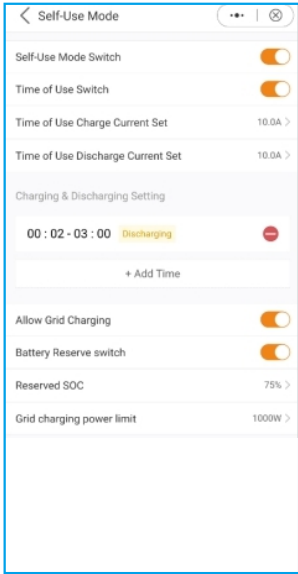 Self-Use Mode
Self-Use Mode Switch
Time of Use Switch
Time of Use Charge Current Set 10.0A >
Time of Use Discharge Current Set 10.0A >
Charging & Discharging Setting
00 : 02 - 03 : 00 Discharging
+ Add Time
Allow Grid Charging
Battery Reserve switch
Reserved SOC 75% >
Grid charging power limit 1000W >